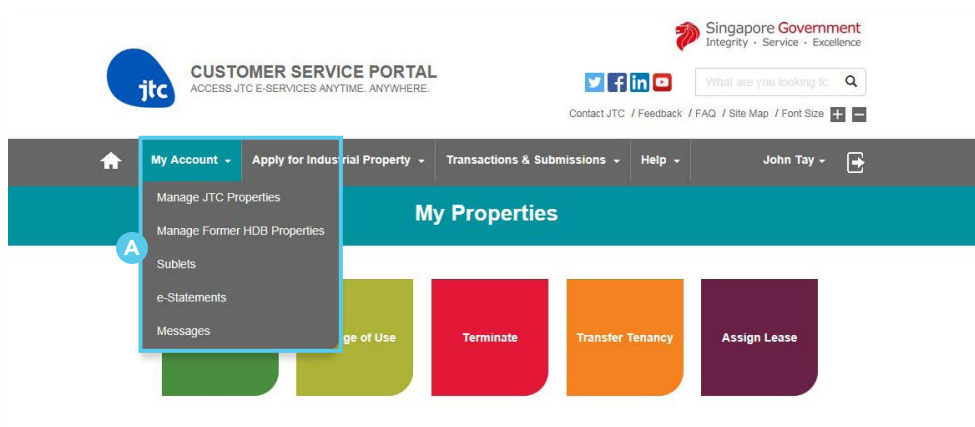 Singapore Government
Integrity · Service · Excellence
jtc
CUSTOMER SERVICE PORTAL
ACCESS JTC E-SERVICES ANYTIME. ANYWHERE.
What are you looking fc
Contact JTC / Feedback / FAQ / Site Map / Font Size + −
My Account
Apply for Industrial Property
Transactions & Submissions
Help
John Tay
My Properties
A
Manage JTC Properties
Manage Former HDB Properties
Sublets
e-Statements
Messages
ge of Use
Terminate
Transfer Tenancy
Assign Lease